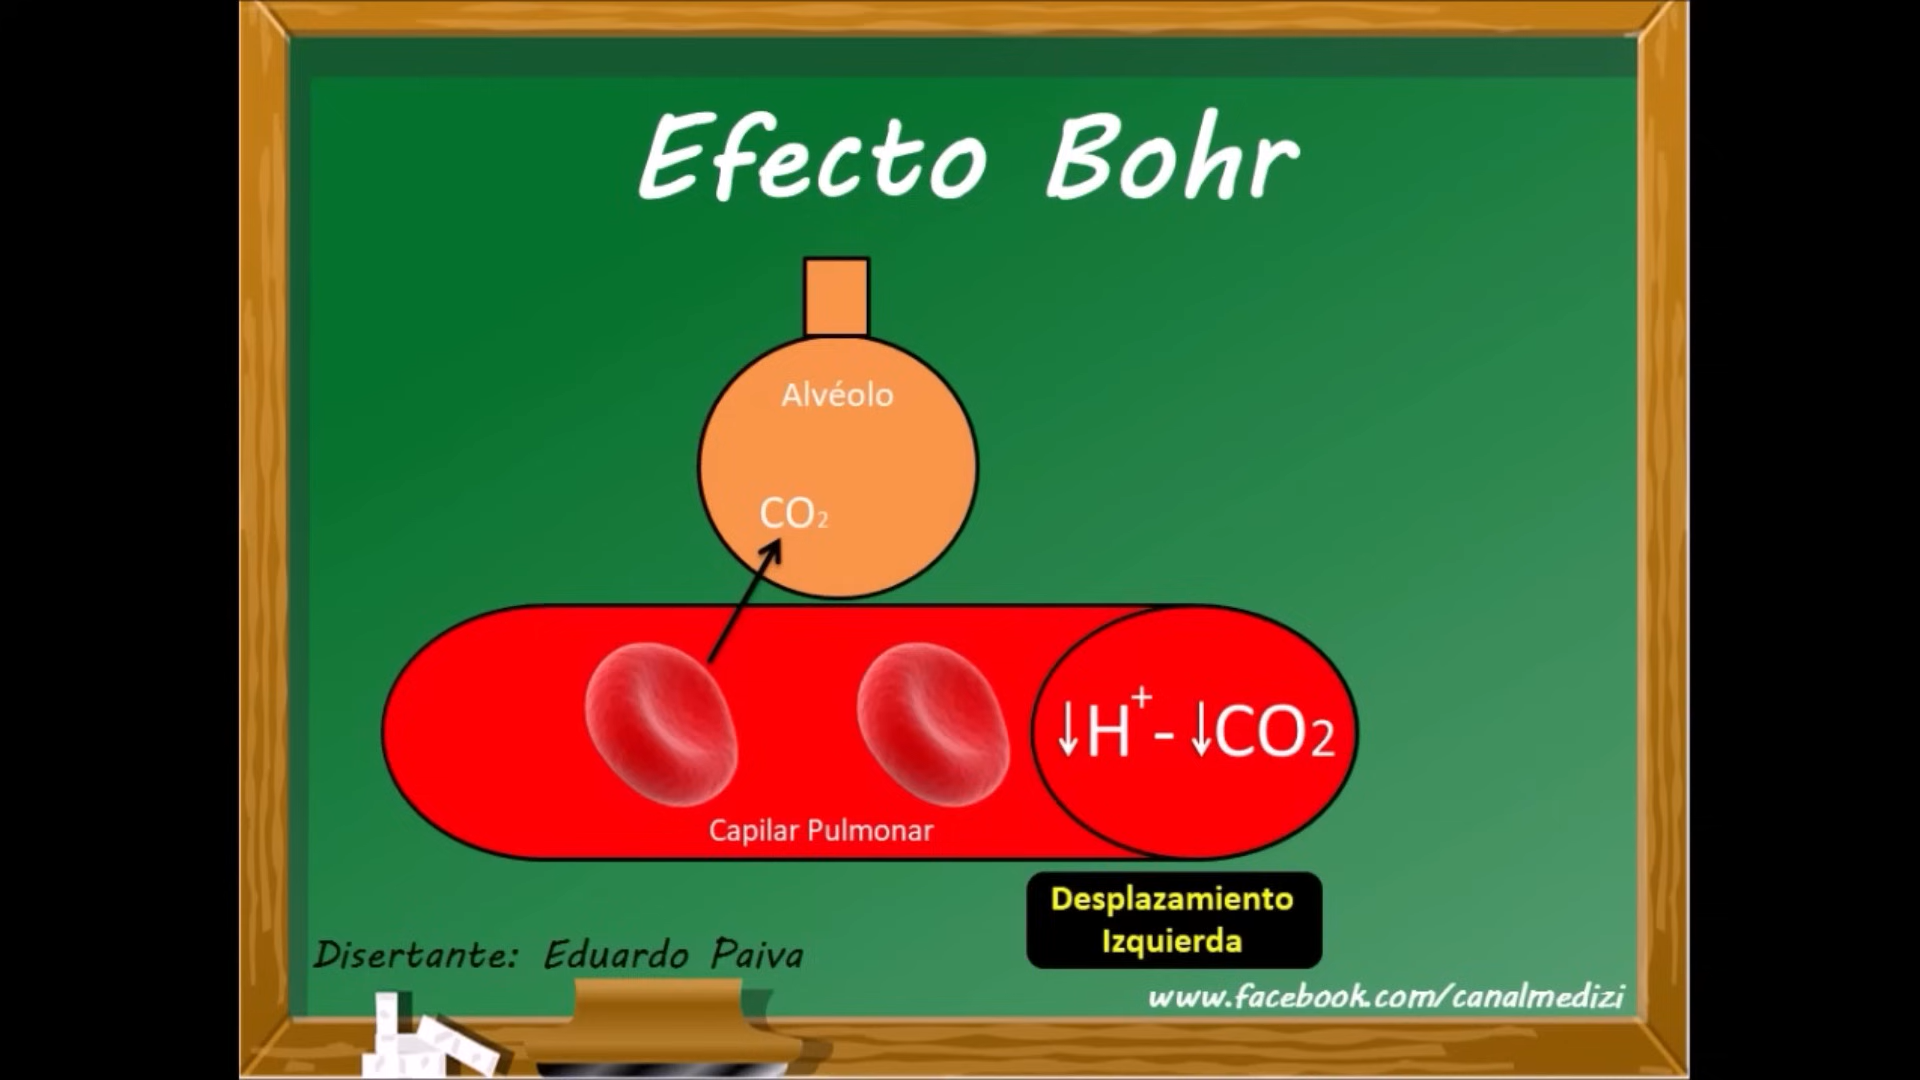 Efecto Bohr
Alvéolo
CO₂
↓H⁺- ↓CO₂
Capilar Pulmonar
Desplazamiento
Izquierda
Disertante: Eduardo Paiva
www.facebook.com/canalmedizi